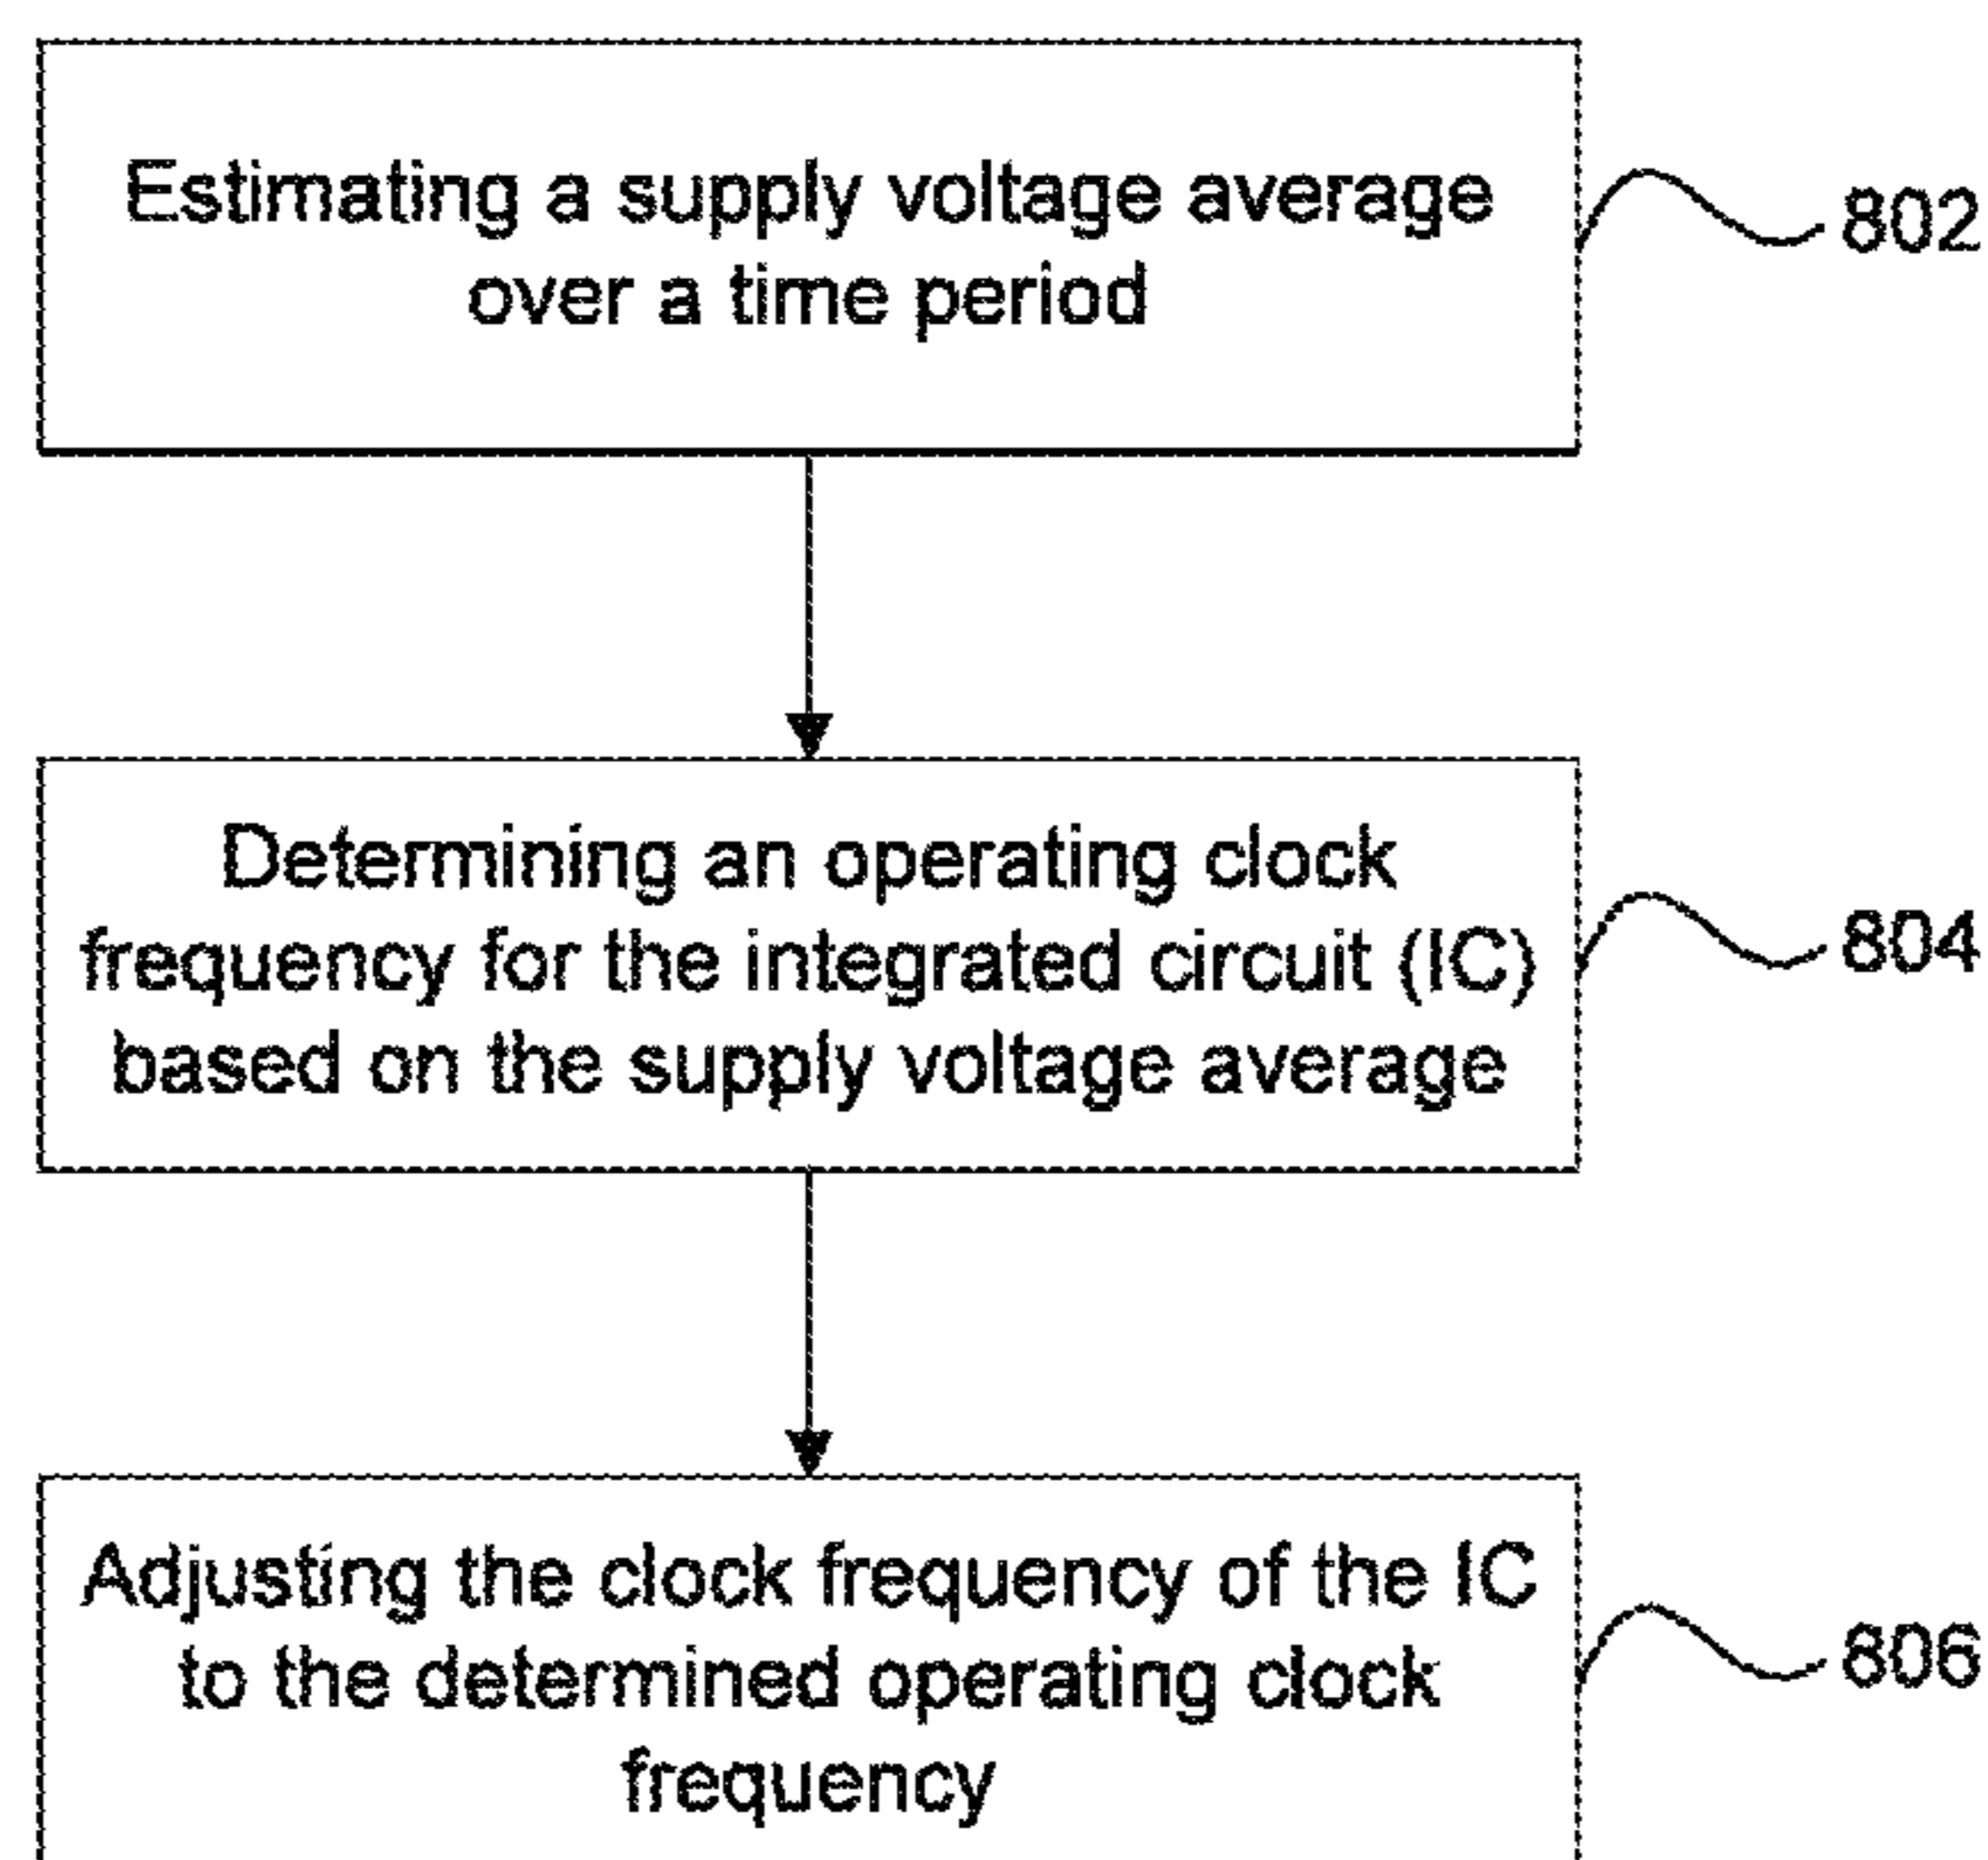 Estimating a supply voltage average
over a time period
802
Determining an operating clock
frequency for the integrated circuit (IC)
based on the supply voltage average
804
Adjusting the clock frequency of the IC
to the determined operating clock
frequency
806